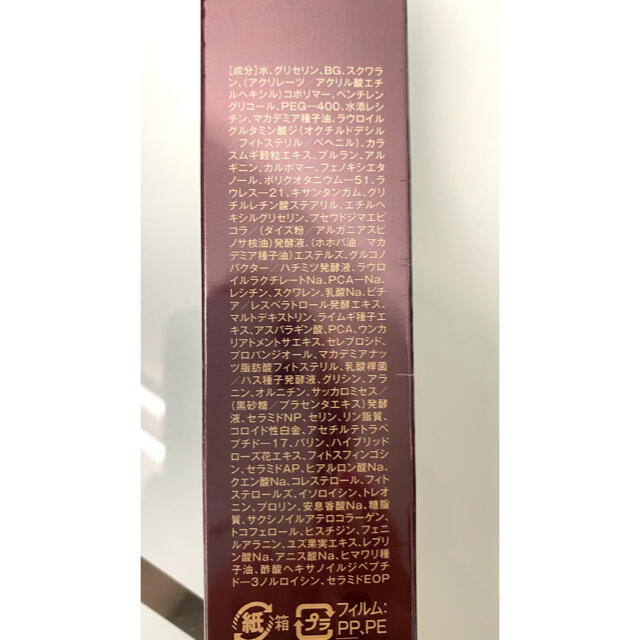 [成分]水、グリセリン、BG、スクワラ
ン、(アクリレーツ/アクリル酸エチ
ルヘキシル)コポリマー、ペンチレン
グリコール、PEG-400、水添レシ
チン、マカデミア種子油、ラウロイル
グルタミン酸ジ(オクチルドデシル
/フィトステリル/ベヘニル)、カラ
スムギ穀粒エキス、プルラン、アル
ギニン、カルボマー、フェノキシエタ
ノール、ポリクオタニウム-51、ラ
ウレス-21、キサンタンガム、グリ
チルレチン酸ステアリル、エチルヘ
キシルグリセリン、プセウドジマエピ
コラ/(ダイズ粉/アルガニアスピ
ノサ核油)発酵液、(ホホバ油/マカ
デミア種子油)エステルズ、グルコノ
バクター/ハチミツ発酵液、ラウロ
イルラクチレートNa、PCA-Na、
レシチン、スクワレン、乳酸Na、ピチ
ア/レスベラトロール発酵エキス、
マルトデキストリン、ライムギ種子エ
キス、アスパラギン酸、PCA、ウンカ
リアトメントサエキス、セレブロシド、
プロパンジオール、マカデミアナッ
ツ脂肪酸フィトステリル、乳酸桿菌
/ハス種子発酵液、グリシン、アラ
ニン、オルニチン、サッカロミセス/
(黒砂糖/プラセンタエキス)発酵
液、セラミドNP、セリン、リン脂質、
コロイド性白金、アセチルテトラペ
プチド-17、バリン、ハイブリッド
ローズ花エキス、フィトスフィンゴシ
ン、セラミドAP、ヒアルロン酸Na、
クエン酸Na、コレステロール、フィト
ステロールズ、イソロイシン、トレオ
ニン、プロリン、安息香酸Na、糖脂
質、サクシノイルアテロコラーゲン、
トコフェロール、ヒスチジン、フェニ
ルアラニン、ユズ果実エキス、レブリ
ン酸Na、アニス酸Na、ヒマワリ種
子油、酢酸ヘキサノイルジペプチ
ド-3ノルロイシン、セラミドEOP
紙 箱 プラ フィルム:
PP、PE